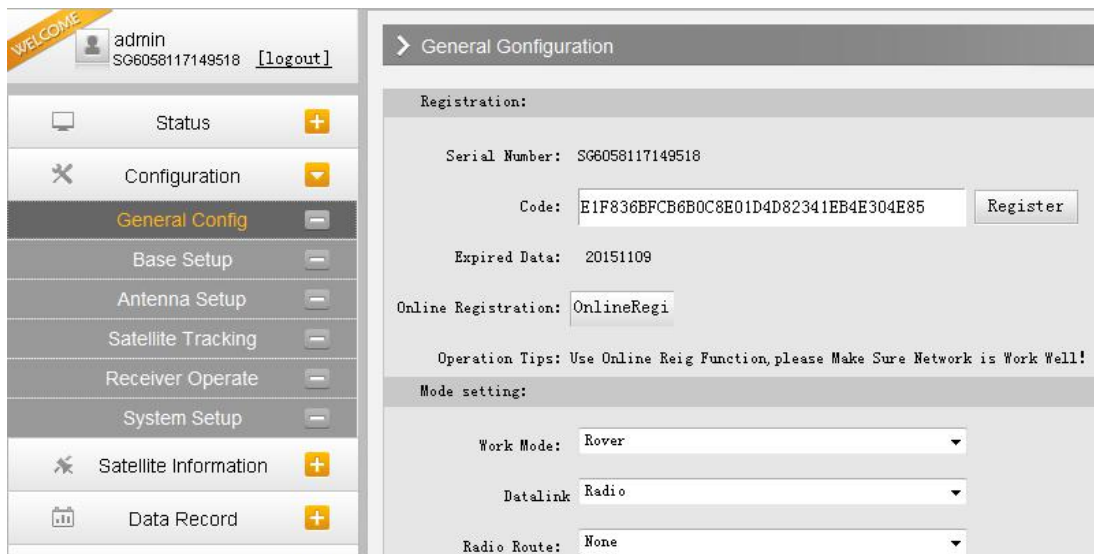 WELCOME
admin
SG6058117149518 [logout]
Status
Configuration
General Config
Base Setup
Antenna Setup
Satellite Tracking
Receiver Operate
System Setup
Satellite Information
Data Record
General Gonfiguration
Registration:
Serial Number: SG6058117149518
Code: E1F836BFCB6B0C8E01D4D82341EB4E304E85 Register
Expired Data: 20151109
Online Registration: OnlineRegi
Operation Tips: Use Online Reig Function,please Make Sure Network is Work Well!
Mode setting:
Work Mode: Rover
Datalink Radio
Radio Route: None